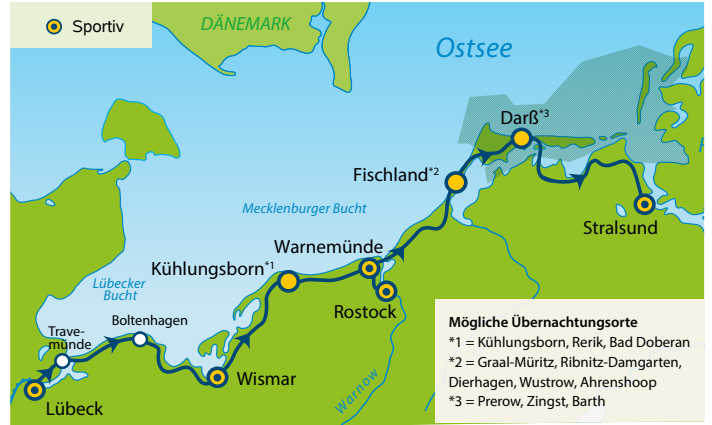 Sportiv
DÄNEMARK
Ostsee
Darß*3
Fischland*2
Mecklenburger Bucht
Stralsund
Warnemünde
Kühlungsborn*1
Lübecker
Bucht
Rostock
Boltenhagen
Trave-
münde
Wismar
Lübeck
Warnow
Mögliche Übernachtungsorte
*1 = Kühlungsborn, Rerik, Bad Doberan
*2 = Graal-Müritz, Ribnitz-Damgarten,
Dierhagen, Wustrow, Ahrenshoop
*3 = Prerow, Zingst, Barth